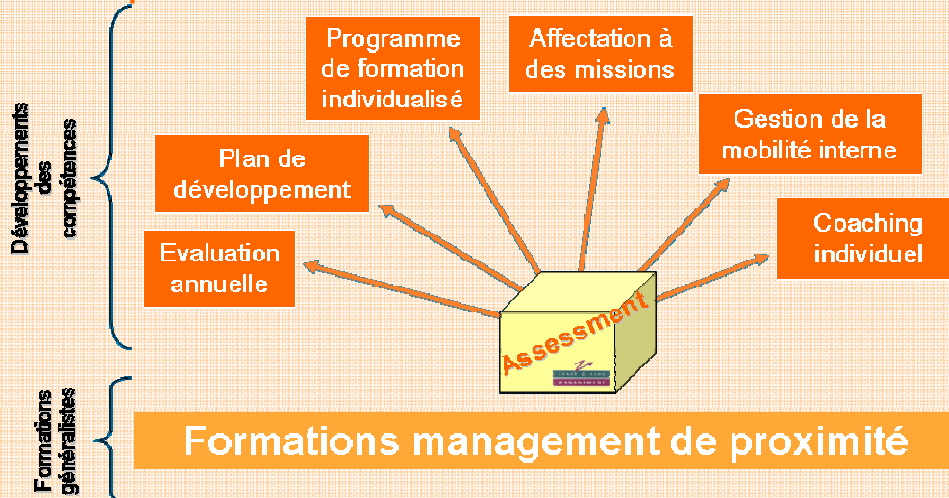 Programme
de formation
individualisé
Affectation à
des missions
Gestion de la
mobilité interne
Plan de
développement
Coaching
individuel
Evaluation
annuelle
Développements
des
compétences
Assessment
MANAGEMENT
Formations
généralistes
Formations management de proximité